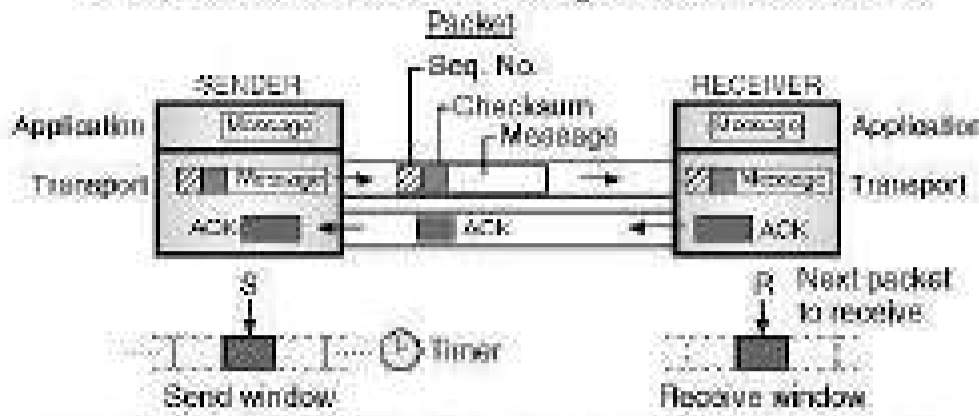 Packet
Seq. No.
SENDER
RECEIVER
Checksum
Message
Application
Message
Message
Application
Transport
Message
Message
Transport
ACK
ACK
ACK
S
R
Next packet
to receive
Timer
Send window
Receive window